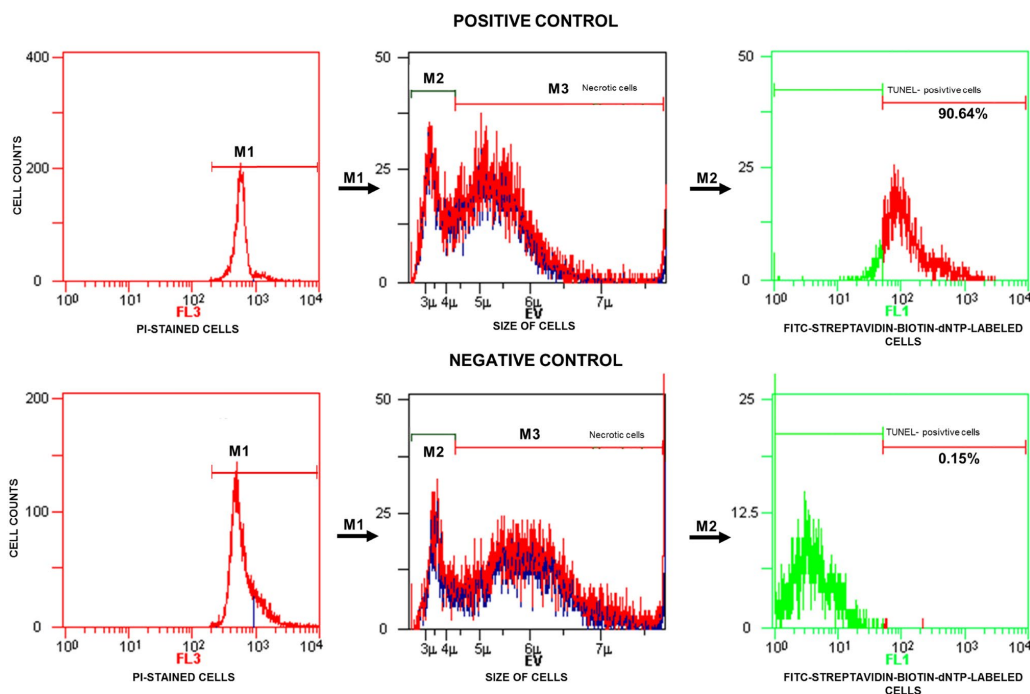 POSITIVE CONTROL
400
300
200
100
0
CELL COUNTS
M1
10⁰ 10¹ 10² 10³ 10⁴
FL3
PI-STAINED CELLS
M1
50
25
0
M2
M3 Necrotic cells
3μ 4μ 5μ 6μ 7μ
EV
SIZE OF CELLS
M2
50
25
0
TUNEL- posivtive cells
90.64%
10⁰ 10¹ 10² 10³ 10⁴
FL1
FITC-STREPTAVIDIN-BIOTIN-dNTP-LABELED
CELLS
NEGATIVE CONTROL
200
100
0
CELL COUNTS
M1
10⁰ 10¹ 10² 10³ 10⁴
FL3
PI-STAINED CELLS
M1
50
25
0
M2
M3 Necrotic cells
3μ 4μ 5μ 6μ 7μ
EV
SIZE OF CELLS
M2
25
12.5
0
TUNEL- posivtive cells
0.15%
10⁰ 10¹ 10² 10³ 10⁴
FL1
FITC-STREPTAVIDIN-BIOTIN-dNTP-LABELED
CELLS